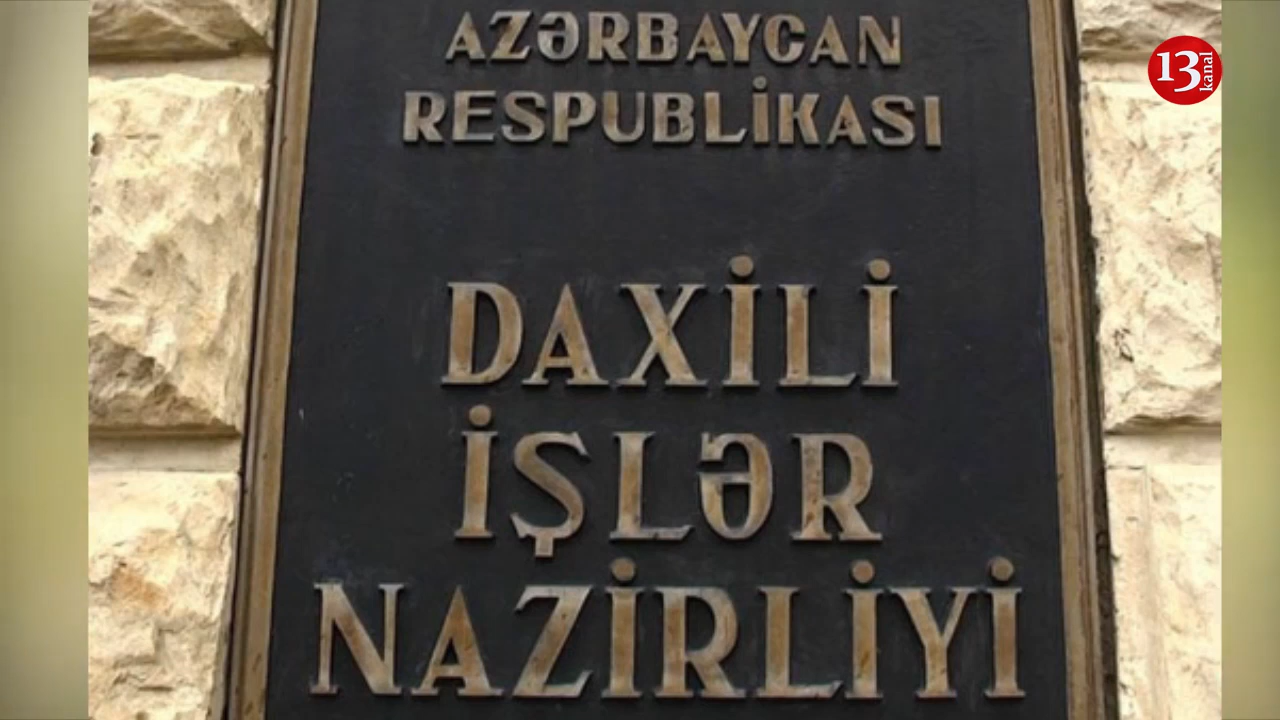 AZƏRBAYCAN
RESPUBLİKASI
DAXİLİ
İŞLƏR
NAZİRLİYİ
13 kanal